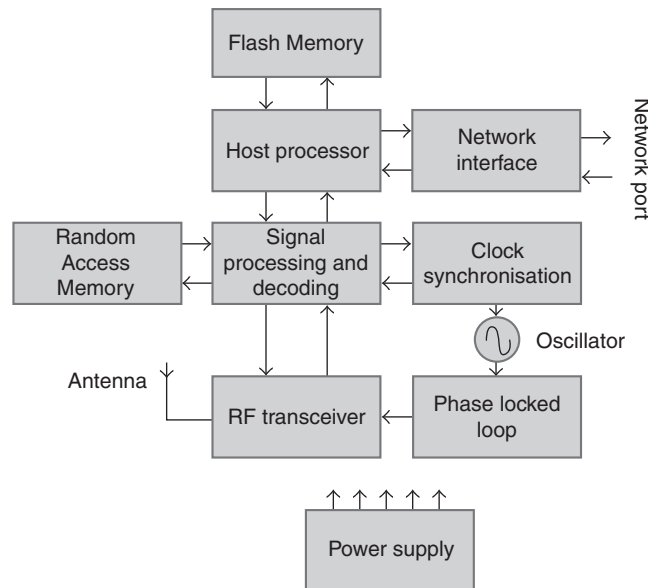 Flash Memory
Host processor
Network
interface
Network port
Random
Access
Memory
Signal
processing and
decoding
Clock
synchronisation
Oscillator
Antenna
RF transceiver
Phase locked
loop
Power supply